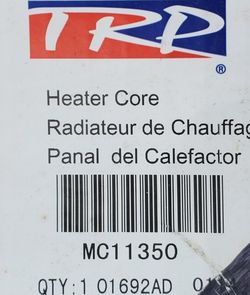 TRP
®
Heater Core
Radiateur de Chauffag
Panal del Calefactor
MC11350
QTY:1 01692AD